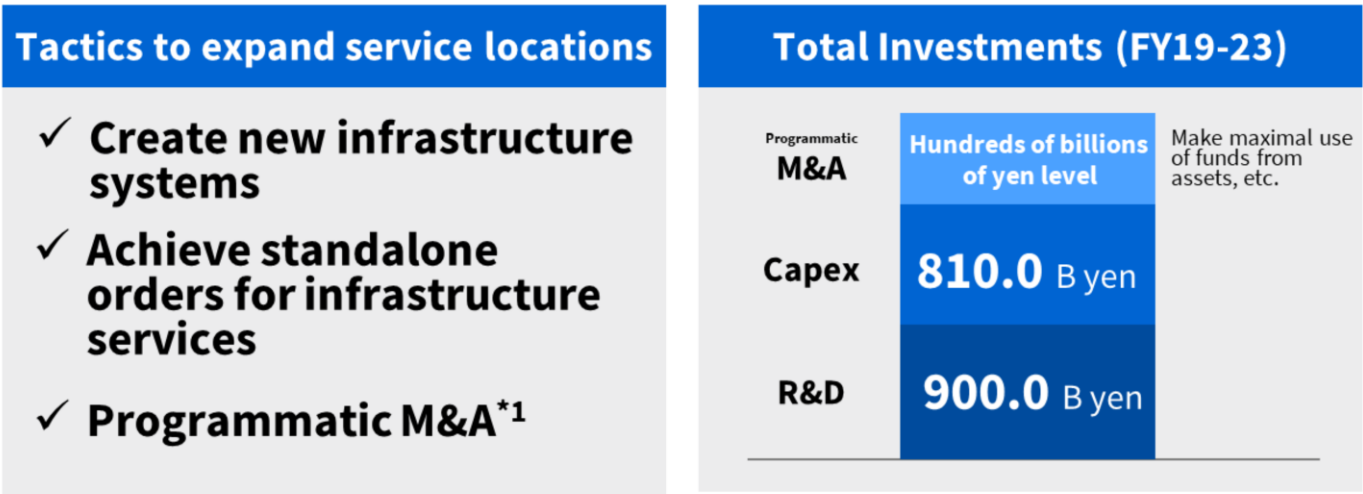 Tactics to expand service locations
✓ Create new infrastructure
systems
✓ Achieve standalone
orders for infrastructure
services
✓ Programmatic M&A*1
Total Investments (FY19-23)
Programmatic
M&A
Hundreds of billions
of yen level
Make maximal use
of funds from
assets, etc.
Capex
810.0 B yen
R&D
900.0 B yen